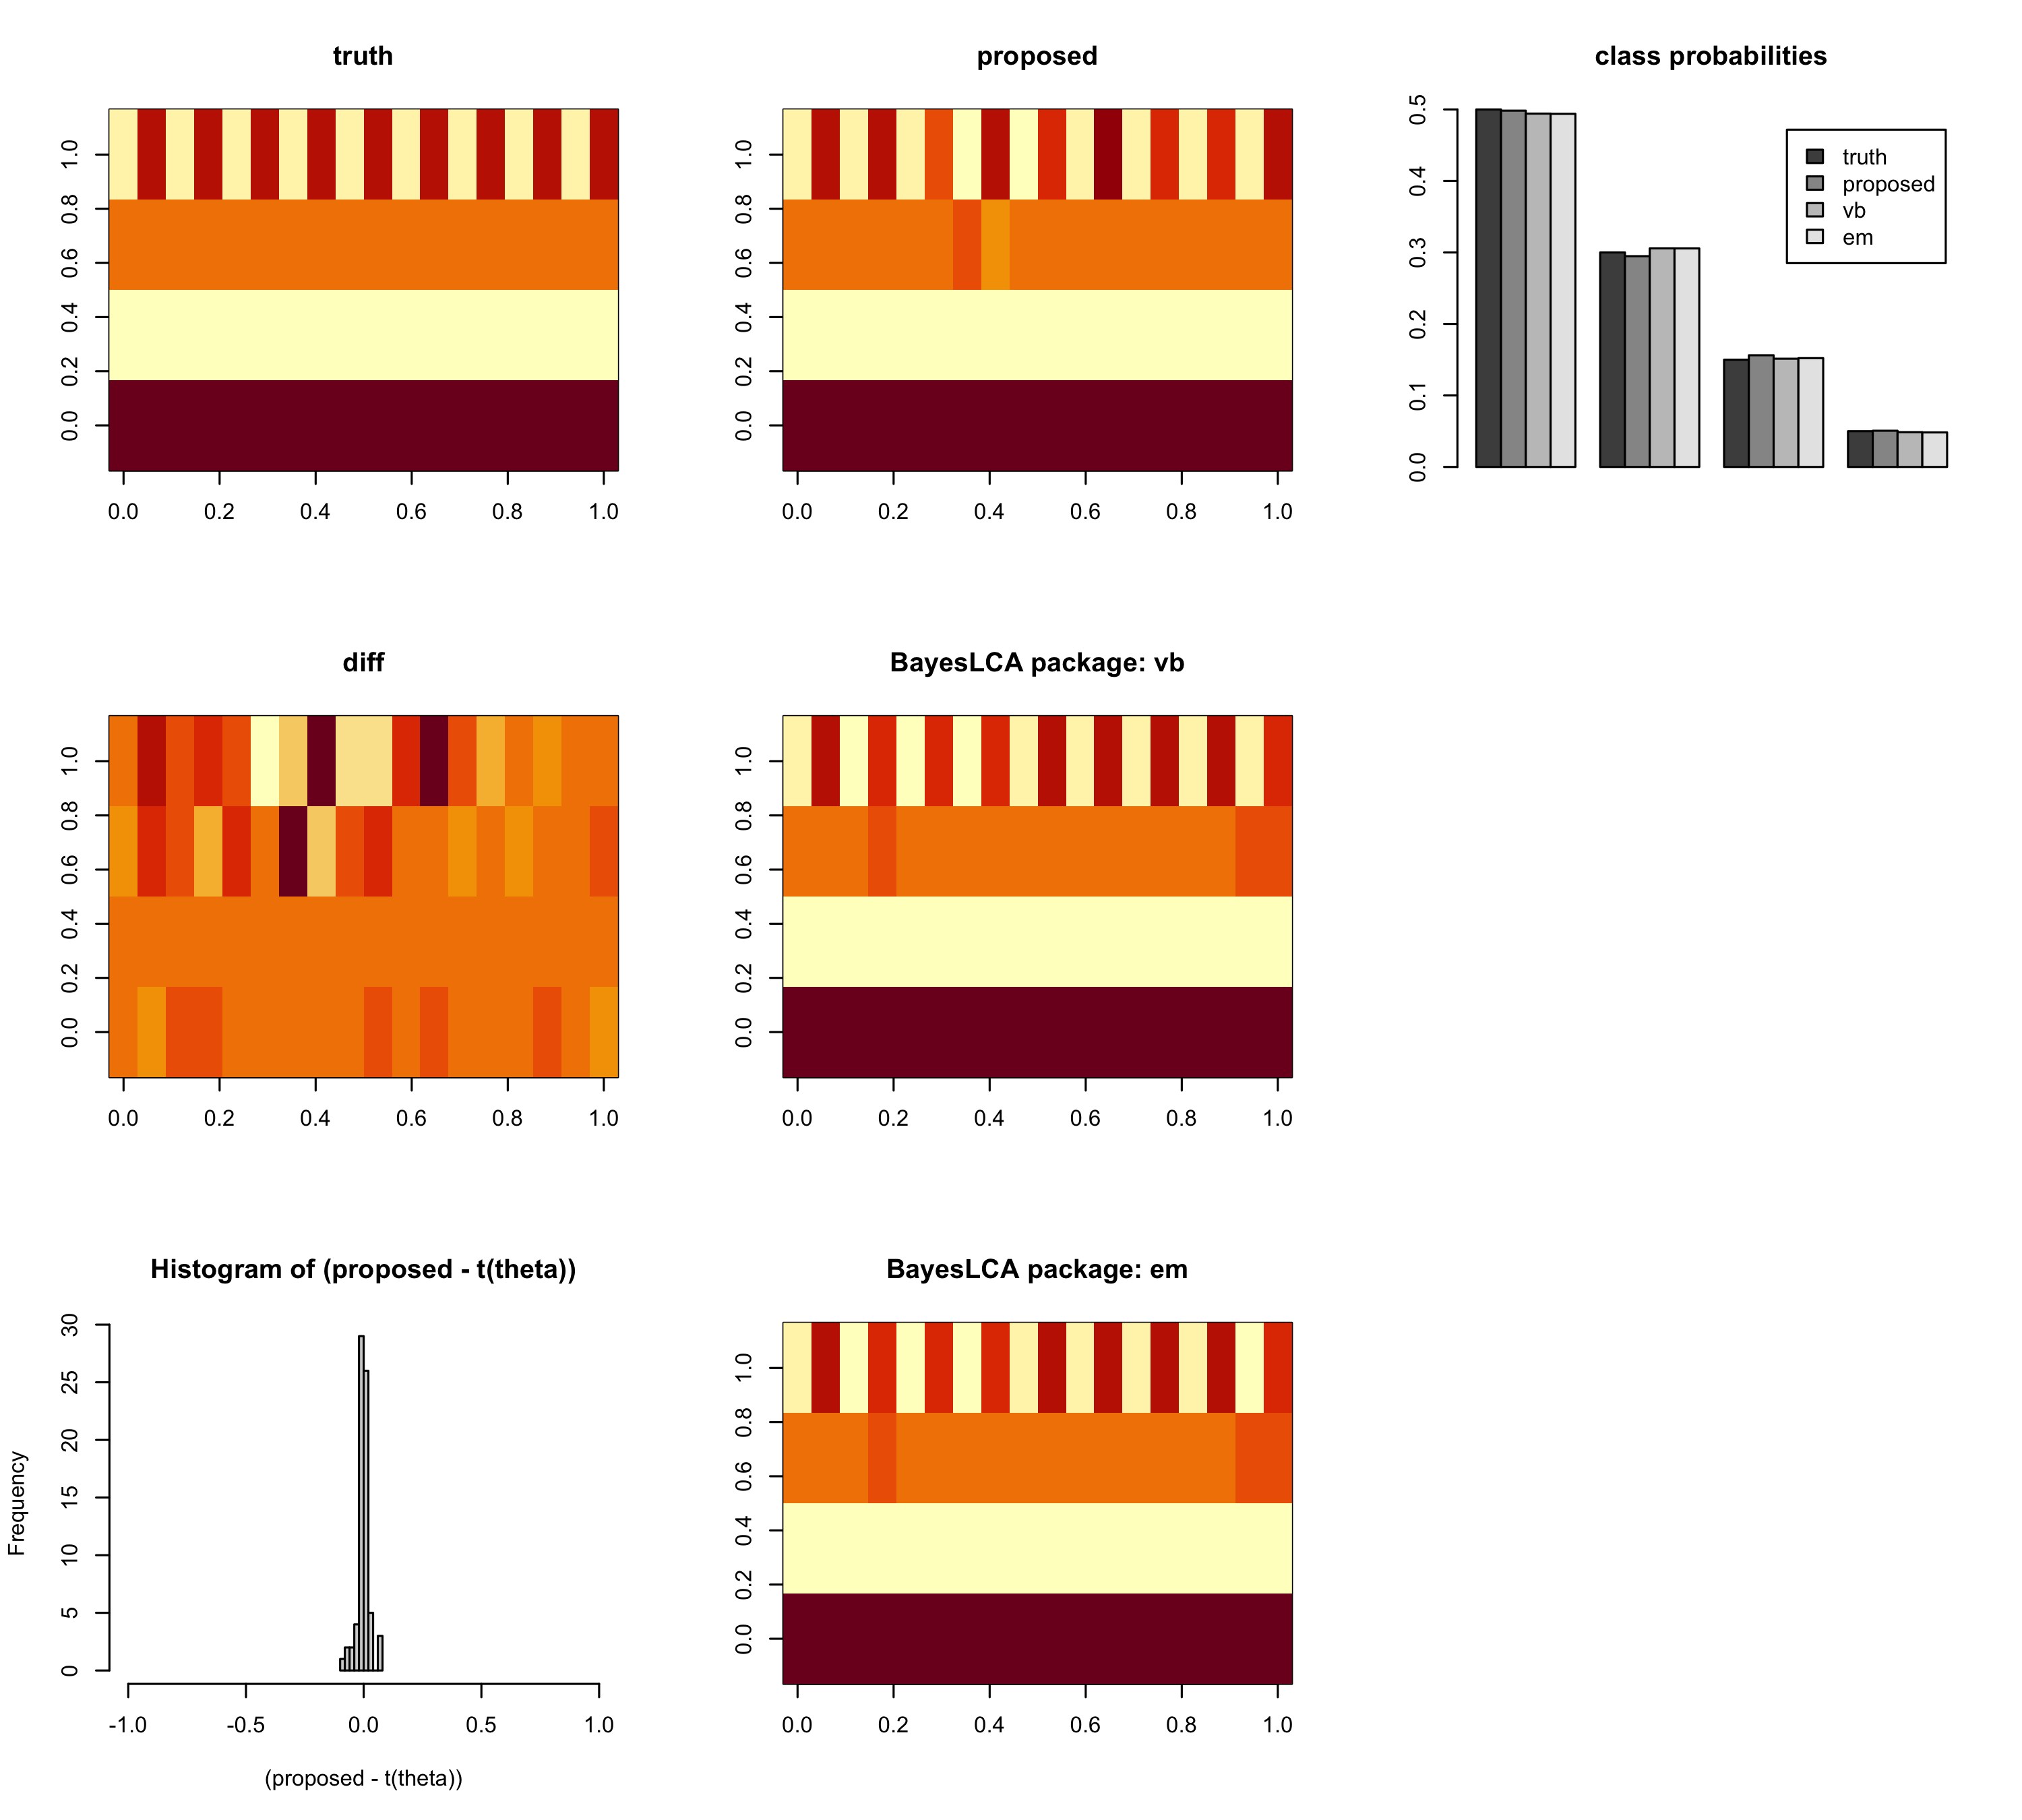 truth
1.0
0.8
0.6
0.4
0.2
0.0
0.0 0.2 0.4 0.6 0.8 1.0
proposed
1.0
0.8
0.6
0.4
0.2
0.0
0.0 0.2 0.4 0.6 0.8 1.0
class probabilities
0.5
0.4
0.3
0.2
0.1
0.0
truth
proposed
vb
em
diff
1.0
0.8
0.6
0.4
0.2
0.0
0.0 0.2 0.4 0.6 0.8 1.0
BayesLCA package: vb
1.0
0.8
0.6
0.4
0.2
0.0
0.0 0.2 0.4 0.6 0.8 1.0
Histogram of (proposed - t(theta))
Frequency
30
25
20
15
10
5
0
-1.0 -0.5 0.0 0.5 1.0
(proposed - t(theta))
BayesLCA package: em
1.0
0.8
0.6
0.4
0.2
0.0
0.0 0.2 0.4 0.6 0.8 1.0